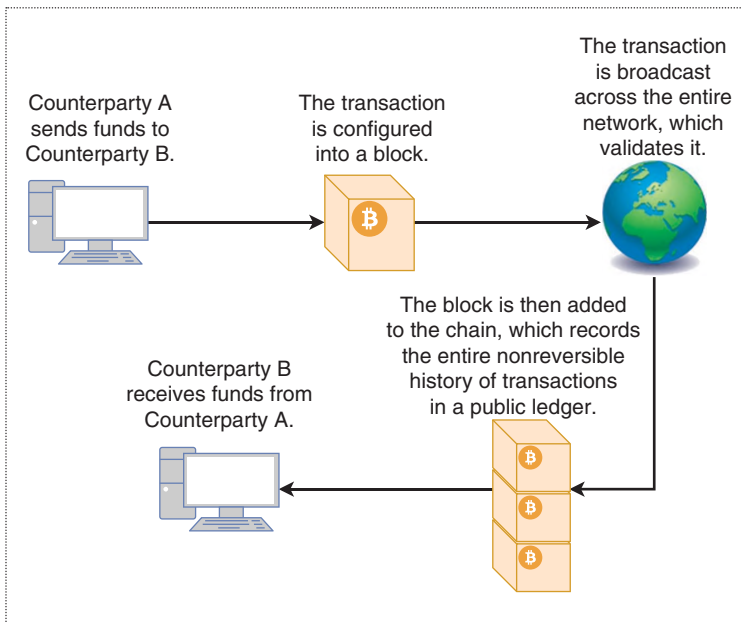 Counterparty A
sends funds to
Counterparty B.
The transaction
is configured
into a block.
The transaction
is broadcast
across the entire
network, which
validates it.
The block is then added
to the chain, which records
the entire nonreversible
history of transactions
in a public ledger.
Counterparty B
receives funds from
Counterparty A.